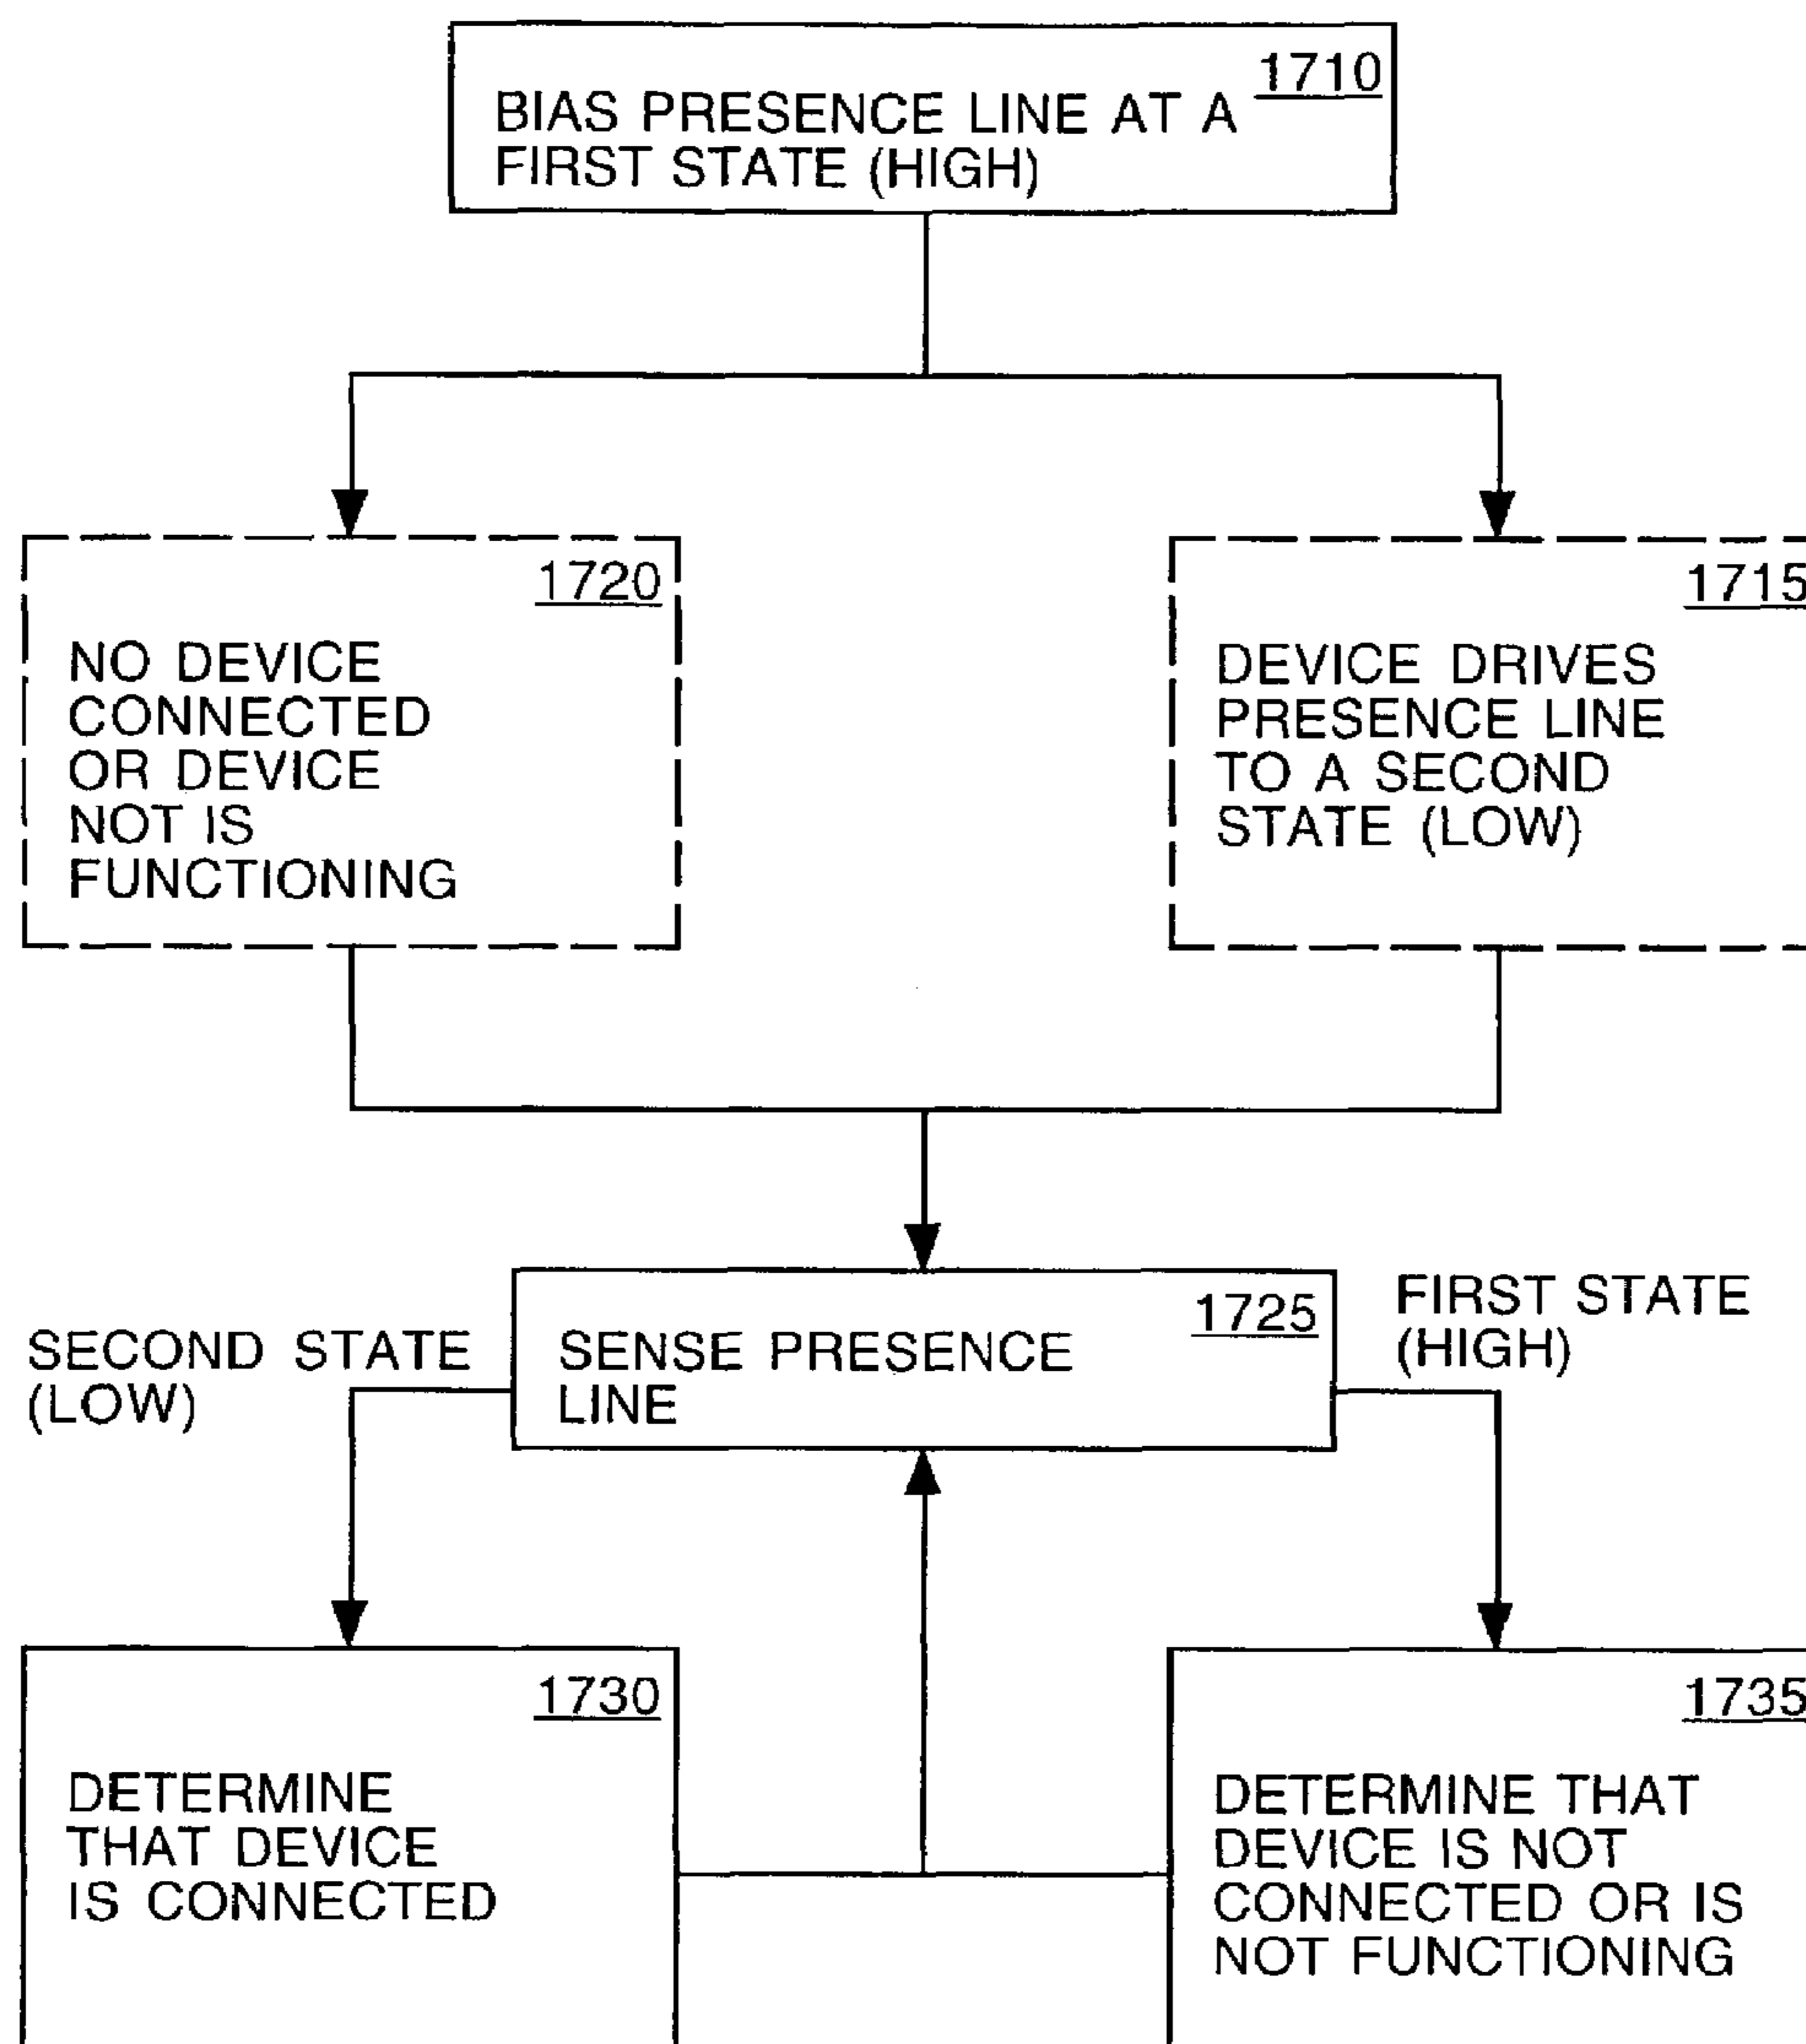 1710
BIAS PRESENCE LINE AT A
FIRST STATE (HIGH)
1720
NO DEVICE
CONNECTED
OR DEVICE
NOT IS
FUNCTIONING
1715
DEVICE DRIVES
PRESENCE LINE
TO A SECOND
STATE (LOW)
1725
SENSE PRESENCE
LINE
SECOND STATE
(LOW)
FIRST STATE
(HIGH)
1730
DETERMINE
THAT DEVICE
IS CONNECTED
1735
DETERMINE THAT
DEVICE IS NOT
CONNECTED OR IS
NOT FUNCTIONING